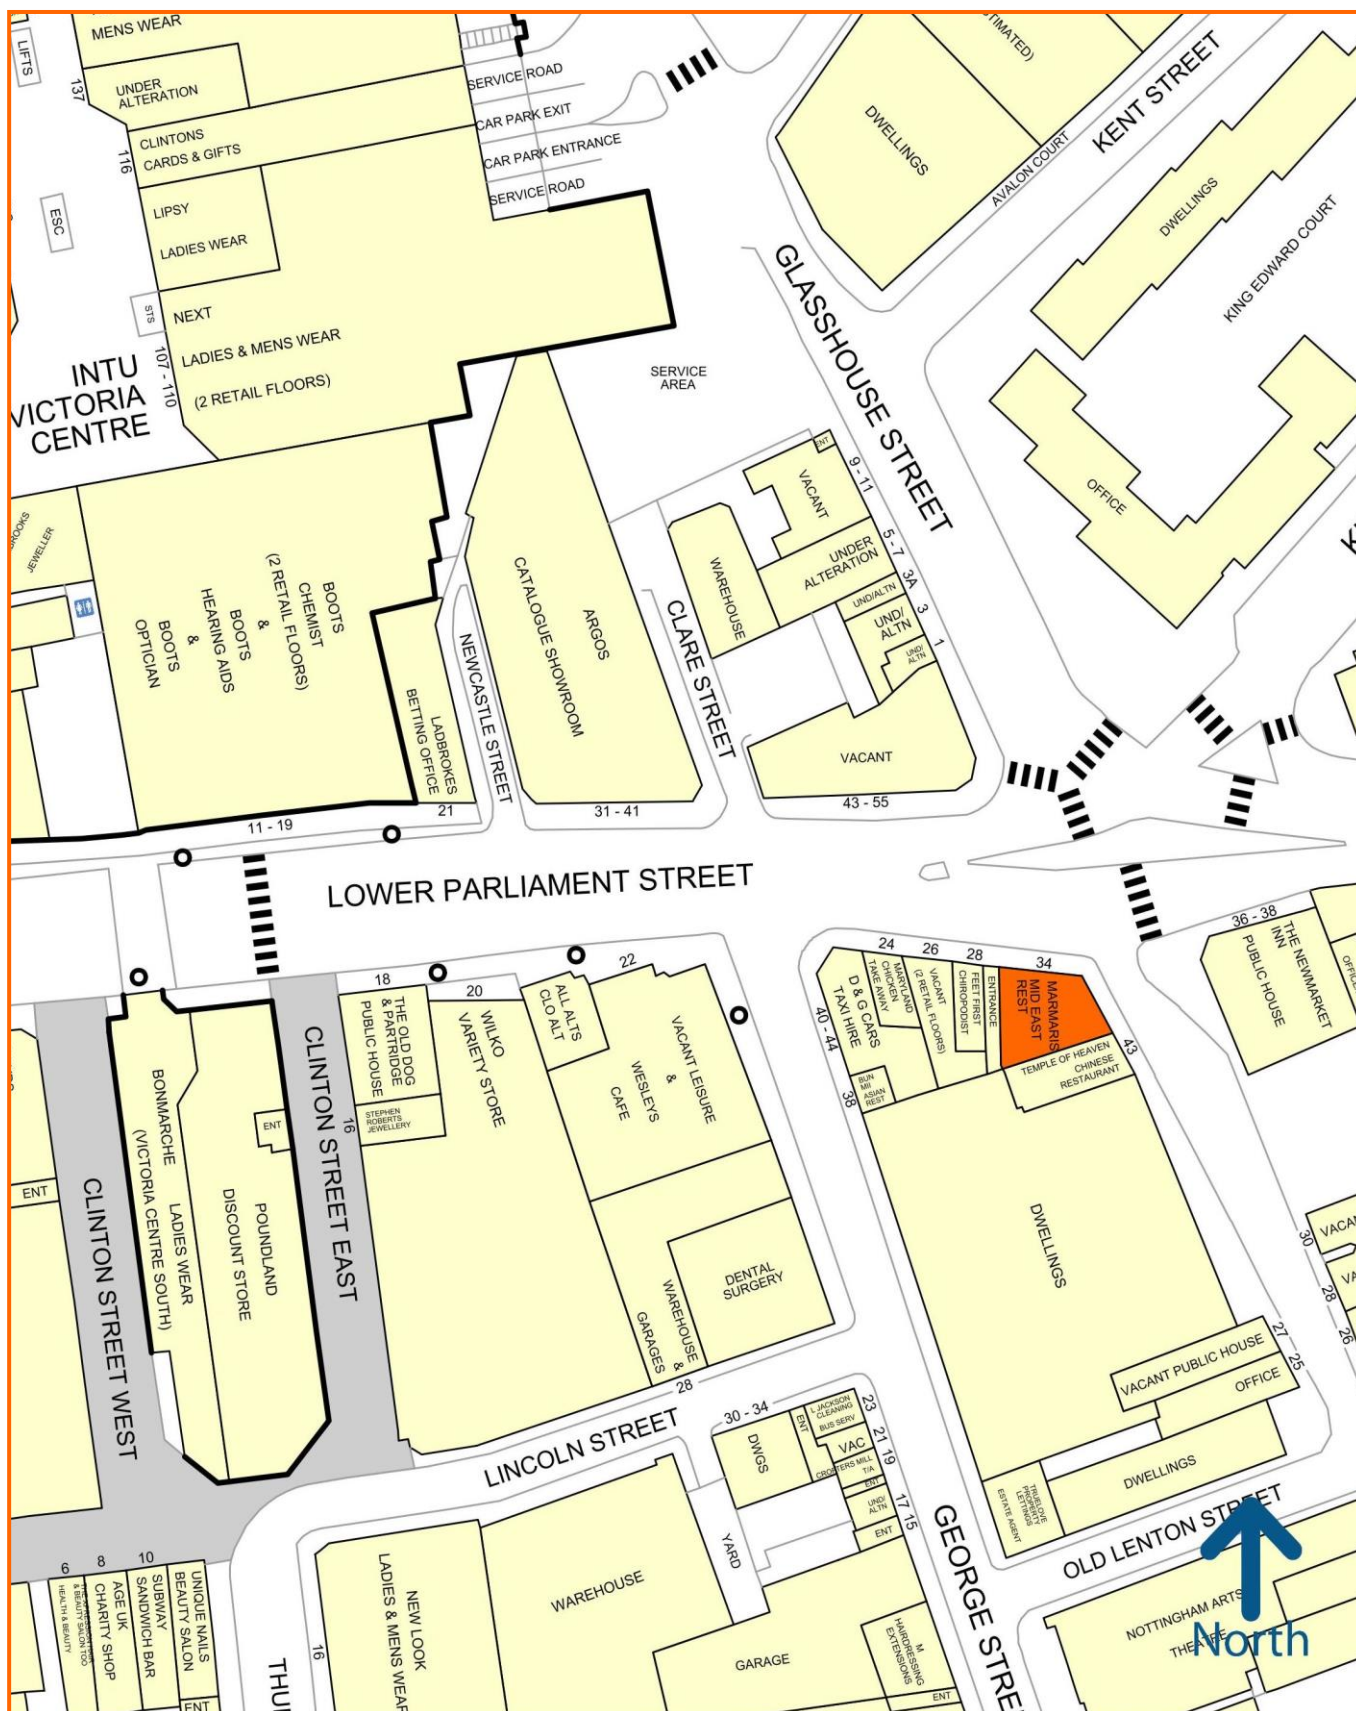 LIFTS
MENS WEAR
137
UNDER
ALTERATION
116
CLINTONS
CARDS & GIFTS
LIPSY
LADIES WEAR
ESC
STS
NEXT
LADIES & MENS WEAR
(2 RETAIL FLOORS)
107 - 110
INTU
VICTORIA
CENTRE
SERVICE ROAD
CAR PARK EXIT
CAR PARK ENTRANCE
SERVICE ROAD
SERVICE
AREA
DWELLINGS
AVALON COURT
KENT STREET
DWELLINGS
KING EDWARD COURT
OFFICE
GLASSHOUSE STREET
JEWELLER
BOOTS
CHEMIST
(2 RETAIL FLOORS)
&
BOOTS
HEARING AIDS
&
BOOTS
OPTICIAN
LADBROKES
BETTING OFFICE
21
11 - 19
NEWCASTLE STREET
ARGOS
CATALOGUE SHOWROOM
31 - 41
CLARE STREET
WAREHOUSE
ENT
VACANT
9 - 11
UNDER
ALTERATION
5 - 7
UND/ALTN
3A
UND/
ALTN
3
UND/
ALTN
1
VACANT
43 - 55
LOWER PARLIAMENT STREET
18
THE OLD DOG
& PARTRIDGE
PUBLIC HOUSE
STEPHEN
ROBERTS
JEWELLERY
16
20
WILKO
VARIETY STORE
ALL ALTS
CLO ALT
22
VACANT LEISURE
&
WESLEYS
CAFE
DENTAL
SURGERY
WAREHOUSE &
GARAGES
28
24
26
28
34
D & G CARS
TAXI HIRE
40 - 44
MARYLAND
CHICKEN
TAKE AWAY
VACANT
(2 RETAIL FLOORS)
FEET FIRST
CHIROPODIST
ENTRANCE
MARMARIS
MID EAST
REST
TEMPLE OF HEAVEN
CHINESE
RESTAURANT
43
BUN
MII
ASIAN
REST
38
36 - 38
THE NEWMARKET
INN
PUBLIC HOUSE
DWELLINGS
30
28
26
VACANT PUBLIC HOUSE
27
OFFICE
25
DWELLINGS
TRUELOVE
PROPERTY
LETTINGS
ESTATE AGENT
OLD LENTON STREET
NOTTINGHAM ARTS
THEATRE
North
CLINTON STREET WEST
ENT
BONMARCHE
LADIES WEAR
(VICTORIA CENTRE SOUTH)
POUNDLAND
DISCOUNT STORE
ENT
CLINTON STREET EAST
LINCOLN STREET
30 - 34
DWGS
ENT
L JACKSON
CLEANING
BUS SERV
23
VAC
21
CROFTERS MILL
T/A
19
ENT
UND/
ALTN
17
15
ENT
YARD
GEORGE STRE
6
8
10
HEALTH & BEAUTY
AGE UK
CHARITY SHOP
SUBWAY
SANDWICH BAR
UNIQUE NAILS
BEAUTY SALON
ENT
THU
16
NEW LOOK
LADIES & MENS WEAR
WAREHOUSE
GARAGE
M
HAIRDRESSING
EXTENSIONS
ENT